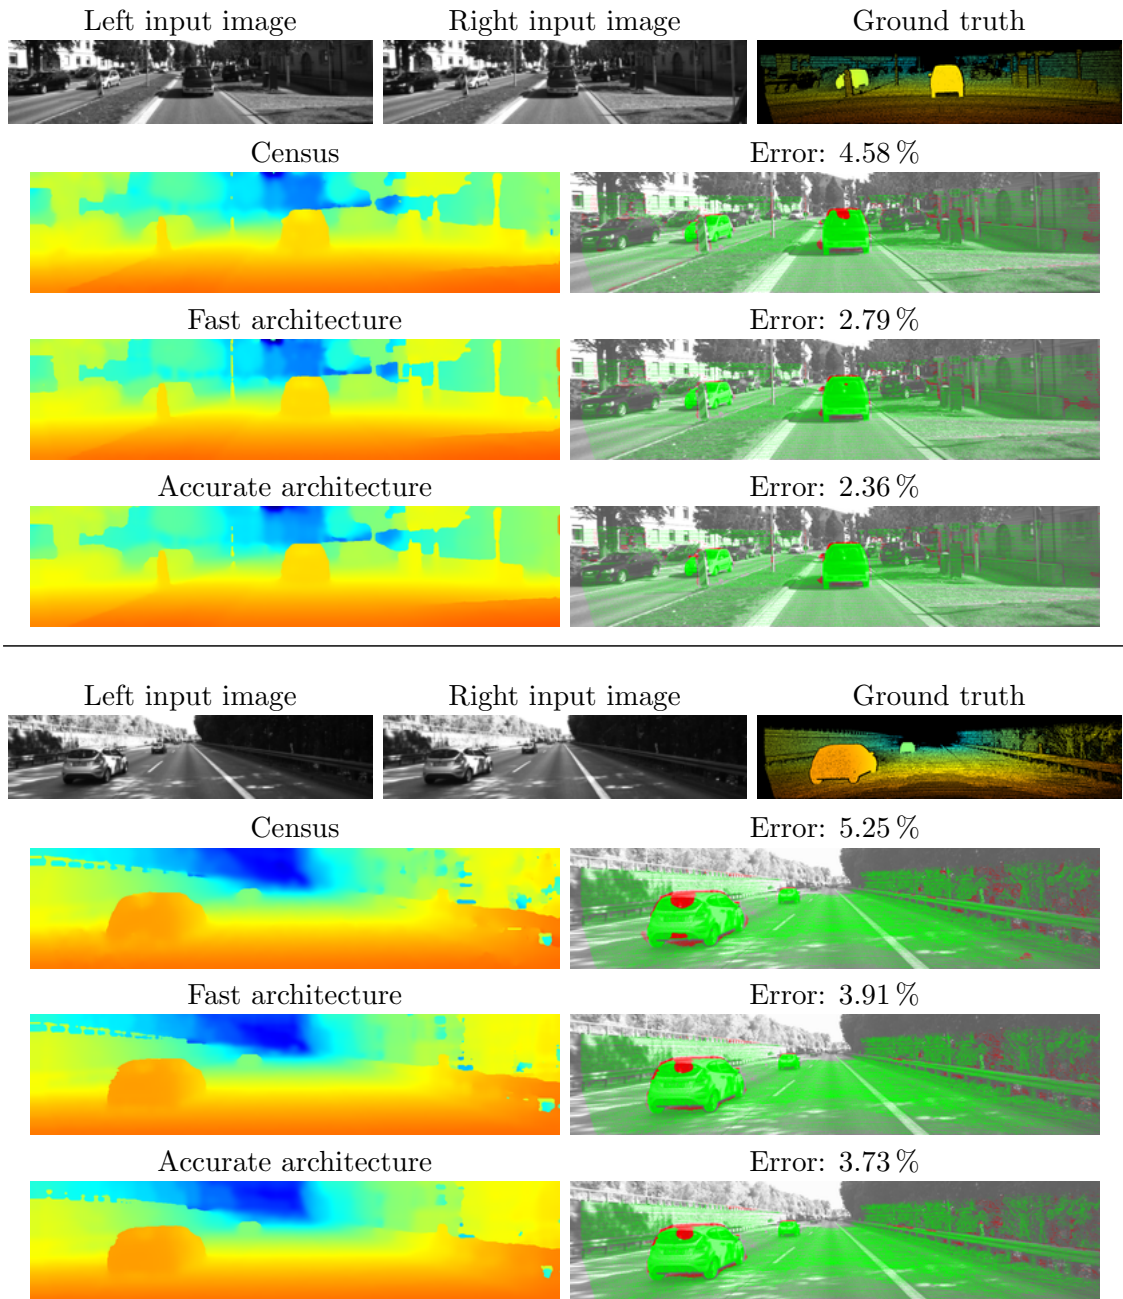 Left input image Right input image Ground truth
Census Error: 4.58 %
Fast architecture Error: 2.79 %
Accurate architecture Error: 2.36 %
Left input image Right input image Ground truth
Census Error: 5.25 %
Fast architecture Error: 3.91 %
Accurate architecture Error: 3.73 %